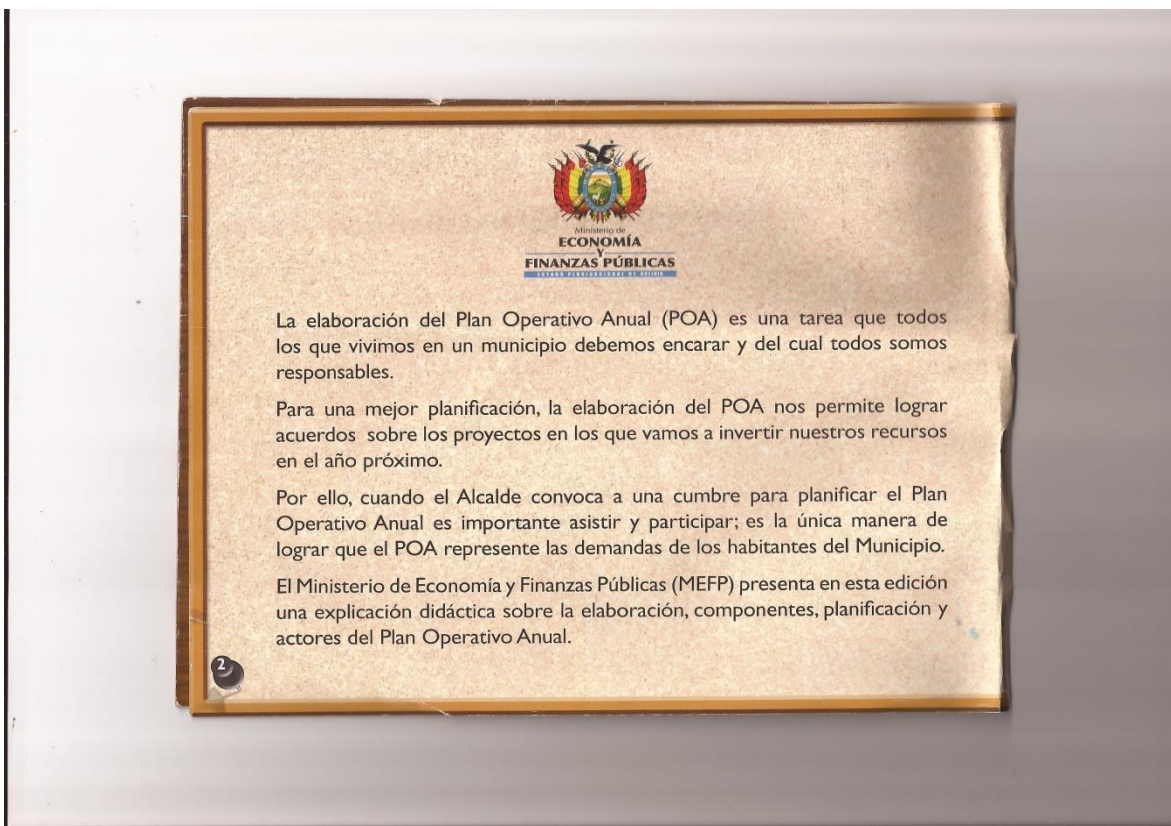 Ministerio de
ECONOMÍA
Y
FINANZAS PÚBLICAS
ESTADO PLURINACIONAL DE BOLIVIA
La elaboración del Plan Operativo Anual (POA) es una tarea que todos
los que vivimos en un municipio debemos encarar y del cual todos somos
responsables.
Para una mejor planificación, la elaboración del POA nos permite lograr
acuerdos sobre los proyectos en los que vamos a invertir nuestros recursos
en el año próximo.
Por ello, cuando el Alcalde convoca a una cumbre para planificar el Plan
Operativo Anual es importante asistir y participar; es la única manera de
lograr que el POA represente las demandas de los habitantes del Municipio.
El Ministerio de Economía y Finanzas Públicas (MEFP) presenta en esta edición
una explicación didáctica sobre la elaboración, componentes, planificación y
actores del Plan Operativo Anual.
2